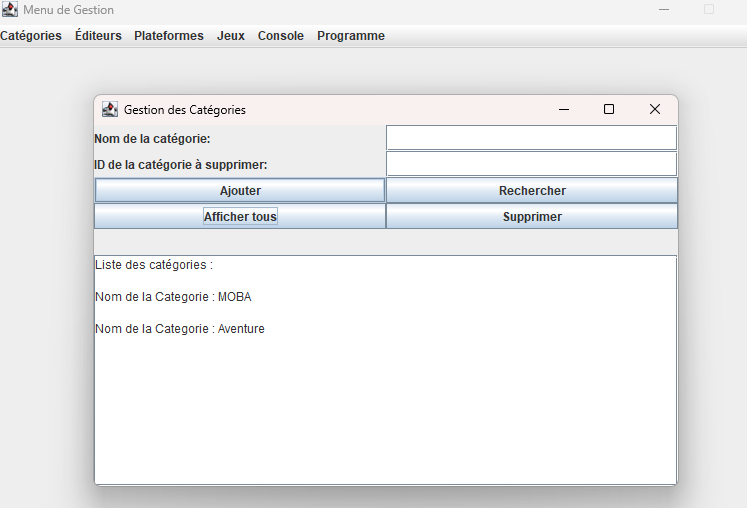 Menu de Gestion
Catégories Éditeurs Plateformes Jeux Console Programme
Gestion des Catégories
Nom de la catégorie:
ID de la catégorie à supprimer:
Ajouter Rechercher
Afficher tous Supprimer
Liste des catégories :
Nom de la Categorie : MOBA
Nom de la Categorie : Aventure